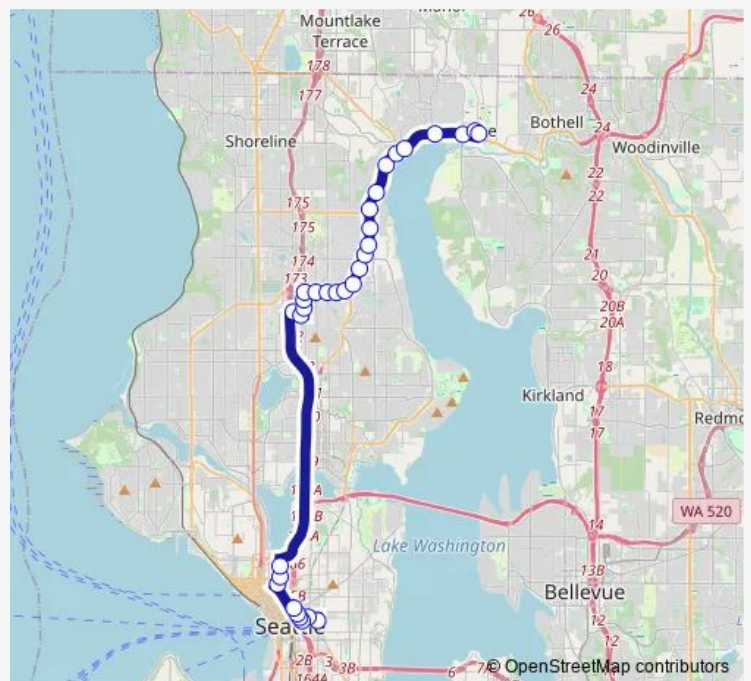 26
26
Mountlake
Terrace
178
177
24
Bothell
24
Woodinville
Shoreline
22
22
175
175
21
174
20
173
20B
20A
18
Kirkland
17
17
Redmo
A
WA 520
B
14
A
Lake Washington
13B
Bellevue
12
12
Seattle
2B
3
3B
164A
© OpenStreetMap contributors